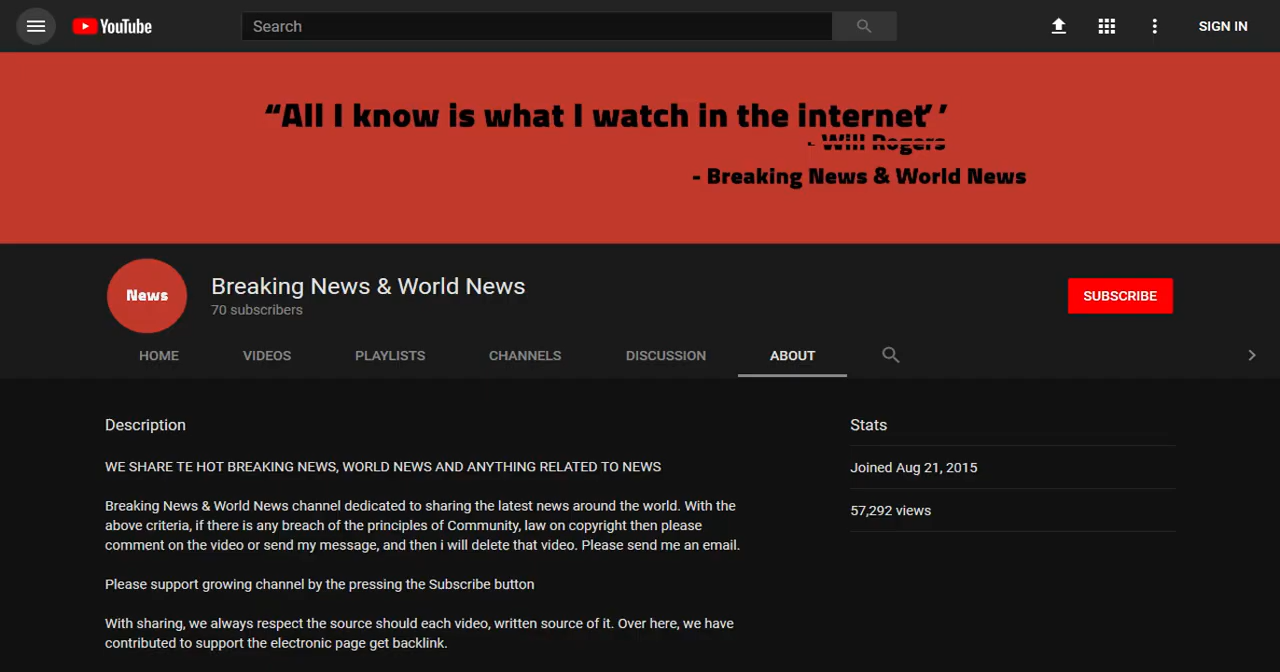 YouTube
Search
SIGN IN
“All I know is what I watch in the internet’’
- Will Rogers
- Breaking News & World News
News
Breaking News & World News
70 subscribers
SUBSCRIBE
HOME VIDEOS PLAYLISTS CHANNELS DISCUSSION ABOUT
Description
WE SHARE TE HOT BREAKING NEWS, WORLD NEWS AND ANYTHING RELATED TO NEWS
Breaking News & World News channel dedicated to sharing the latest news around the world. With the
above criteria, if there is any breach of the principles of Community, law on copyright then please
comment on the video or send my message, and then i will delete that video. Please send me an email.
Please support growing channel by the pressing the Subscribe button
With sharing, we always respect the source should each video, written source of it. Over here, we have
contributed to support the electronic page get backlink.
Stats
Joined Aug 21, 2015
57,292 views